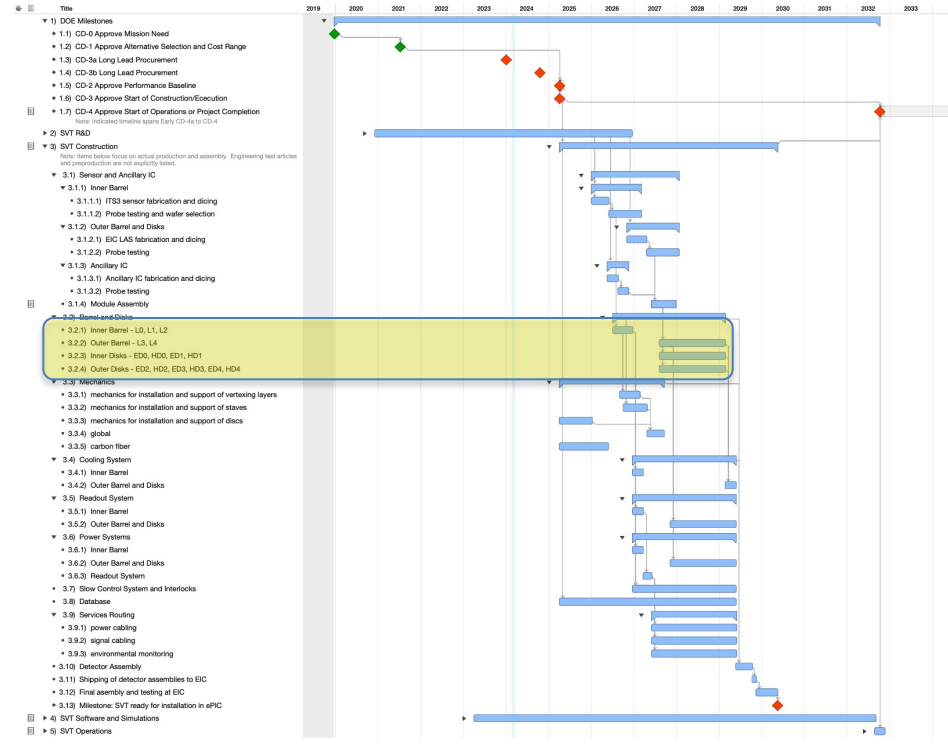 Title 2019 2020 2021 2022 2023 2024 2025 2026 2027 2028 2029 2030 2031 2032 2033
1) DOE Milestones
1.1) CD-0 Approve Mission Need
1.2) CD-1 Approve Alternative Selection and Cost Range
1.3) CD-3a Long Lead Procurement
1.4) CD-3b Long Lead Procurement
1.5) CD-2 Approve Performance Baseline
1.6) CD-3 Approve Start of Construction/Ececution
1.7) CD-4 Approve Start of Operations or Project Completion
Note: indicated timeline spans Early CD-4a to CD-4
2) SVT R&D
3) SVT Construction
Note: items below focus on actual production and assembly. Engineering test articles
and preproduction are not explicitly listed.
3.1) Sensor and Ancillary IC
3.1.1) Inner Barrel
3.1.1.1) ITS3 sensor fabrication and dicing
3.1.1.2) Probe testing and wafer selection
3.1.2) Outer Barrel and Disks
3.1.2.1) EIC LAS fabrication and dicing
3.1.2.2) Probe testing
3.1.3) Ancillary IC
3.1.3.1) Ancillary IC fabrication and dicing
3.1.3.2) Probe testing
3.1.4) Module Assembly
3.2) Barrel and Disks
3.2.1) Inner Barrel - L0, L1, L2
3.2.2) Outer Barrel - L3, L4
3.2.3) Inner Disks - ED0, HD0, ED1, HD1
3.2.4) Outer Disks - ED2, HD2, ED3, HD3, ED4, HD4
3.3) Mechanics
3.3.1) mechanics for installation and support of vertexing layers
3.3.2) mechanics for installation and support of staves
3.3.3) mechanics for installation and support of discs
3.3.4) global
3.3.5) carbon fiber
3.4) Cooling System
3.4.1) Inner Barrel
3.4.2) Outer Barrel and Disks
3.5) Readout System
3.5.1) Inner Barrel
3.5.2) Outer Barrel and Disks
3.6) Power Systems
3.6.1) Inner Barrel
3.6.2) Outer Barrel and Disks
3.6.3) Readout System
3.7) Slow Control System and Interlocks
3.8) Database
3.9) Services Routing
3.9.1) power cabling
3.9.2) signal cabling
3.9.3) environmental monitoring
3.10) Detector Assembly
3.11) Shipping of detector assemblies to EIC
3.12) Final asembly and testing at EIC
3.13) Milestone: SVT ready for installation in ePIC
4) SVT Software and Simulations
5) SVT Operations